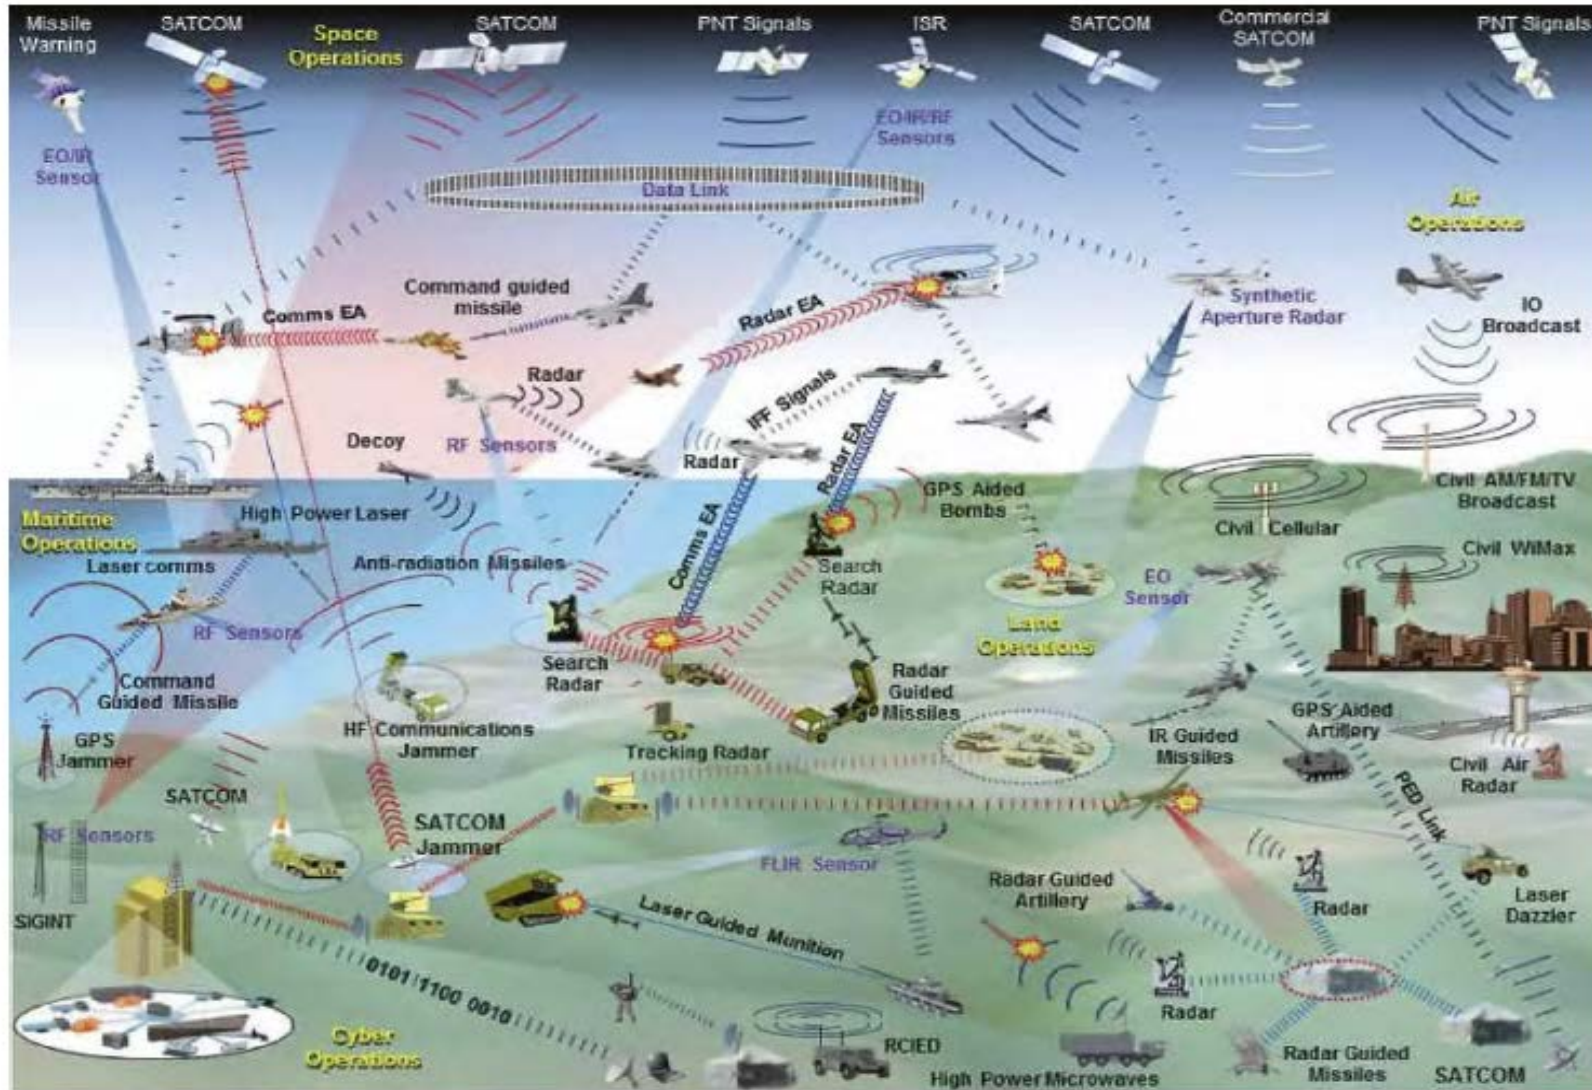 Missile
Warning
SATCOM
Space
Operations
SATCOM
PNT Signals
ISR
SATCOM
Commercial
SATCOM
PNT Signals
EO/IR
Sensor
EO/IR/RF
Sensors
Data Link
Air
Operations
Comms EA
Command guided
missile
Radar EA
Synthetic
Aperture Radar
IO
Broadcast
Radar
IFF Signals
Decoy
RF Sensors
Radar
Radar EA
GPS Aided
Bombs
Civil AM/FM/TV
Broadcast
Civil Cellular
Maritime
Operations
High Power Laser
Laser comms
Anti-radiation Missiles
Comms EA
Search
Radar
EO
Sensor
Civil WiMax
RF Sensors
Land
Operations
Command
Guided Missile
Search
Radar
Radar
Guided
Missiles
GPS
Jammer
HF Communications
Jammer
Tracking Radar
IR Guided
Missiles
GPS Aided
Artillery
Civil Air
Radar
SATCOM
PED Link
RF Sensors
SATCOM
Jammer
FLIR Sensor
SIGINT
Laser Guided Munition
Radar Guided
Artillery
Radar
Laser
Dazzler
0101!1100 0010
Radar
Cyber
Operations
RCIED
High Power Microwaves
Radar Guided
Missiles
SATCOM